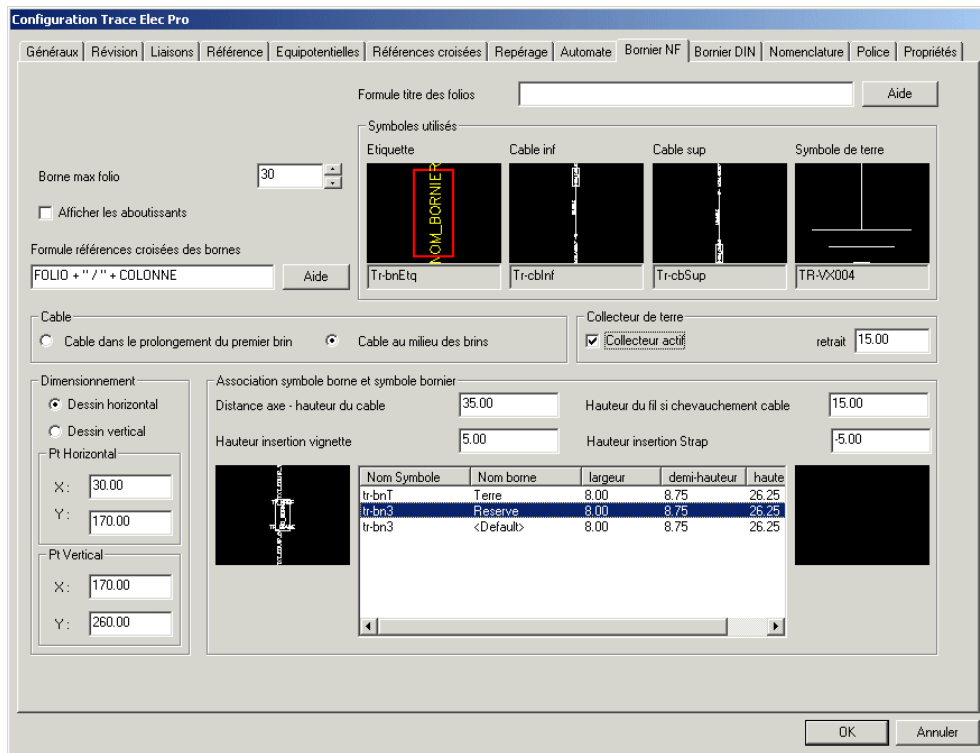 Configuration Trace Elec Pro
Généraux Révision Liaisons Référence Equipotentielles Références croisées Repérage Automate Bornier NF Bornier DIN Nomenclature Police Propriétés
Formule titre des folios Aide
Symboles utilisés
Etiquette Cable inf Cable sup Symbole de terre
Borne max folio 30
NOM_BORNIER
Afficher les aboutissants
Formule références croisées des bornes
FOLIO + " / " + COLONNE Aide
Tr-bnEtq Tr-cbInf Tr-cbSup TR-VX004
Cable
Cable dans le prolongement du premier brin Cable au milieu des brins
Collecteur de terre
Collecteur actif retrait 15.00
Dimensionnement
Dessin horizontal
Dessin vertical
Pt Horizontal
X : 30.00
Y : 170.00
Pt Vertical
X : 170.00
Y : 260.00
Association symbole borne et symbole bornier
Distance axe - hauteur du cable 35.00 Hauteur du fil si chevauchement cable 15.00
Hauteur insertion vignette 5.00 Hauteur insertion Strap -5.00
Nom Symbole Nom borne largeur demi-hauteur haute
tr-bnT Terre 8.00 8.75 26.25
tr-bn3 Reserve 8.00 8.75 26.25
tr-bn3 <Default> 8.00 8.75 26.25
OK Annuler